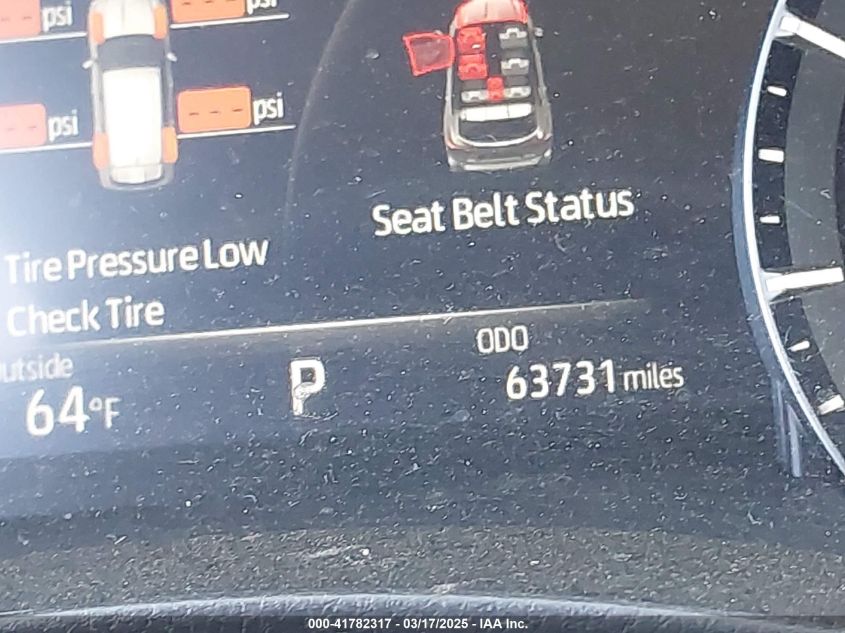 psi
psi
--- psi
psi
Seat Belt Status
Tire Pressure Low
Check Tire
ODO
Outside
P
63731 miles
64°F
000-41782317 - 03/17/2025 - IAA Inc.